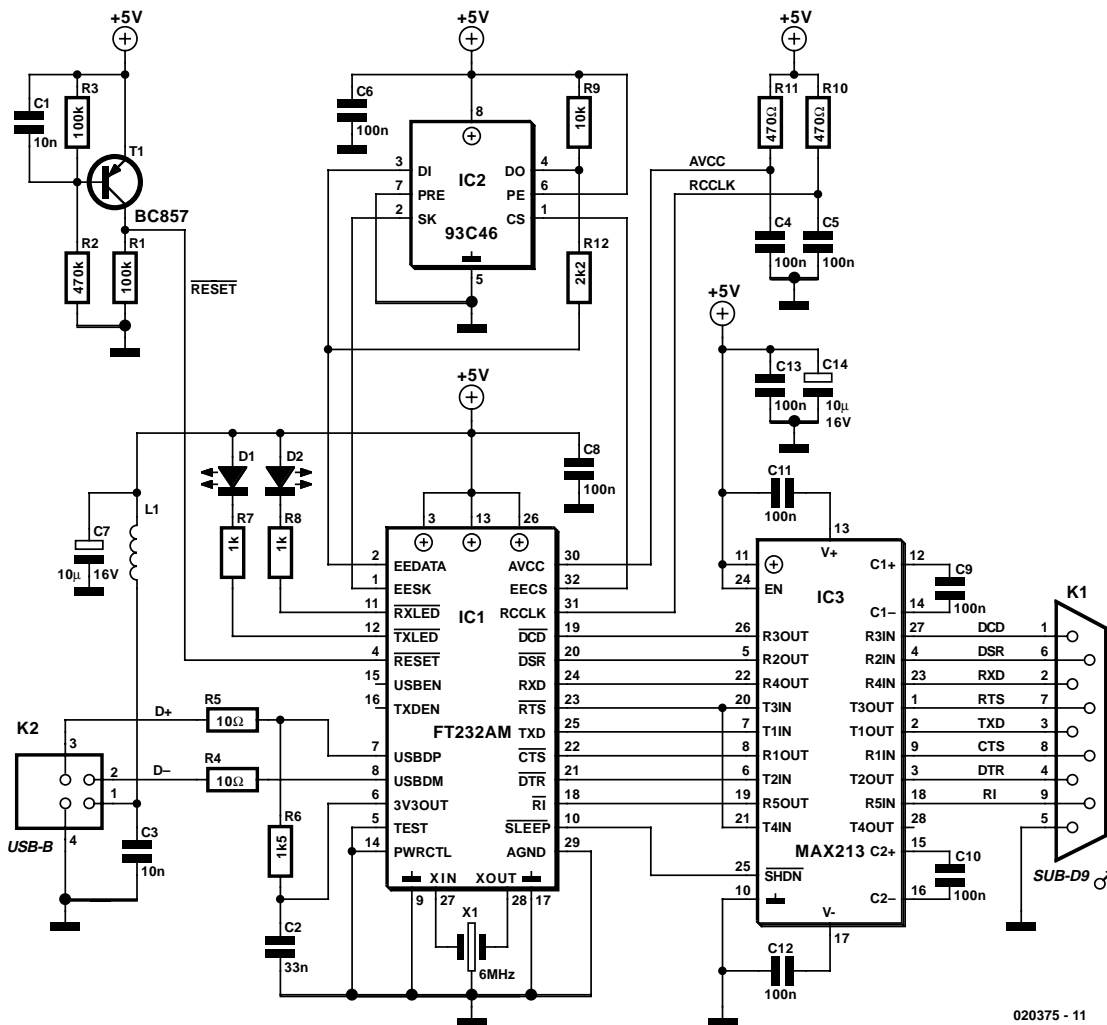 +5V
+5V
+5V
R3
100k
C1
10n
T1
BC857
R2
470k
R1
100k
RESET
C6
100n
8
R9
10k
3
DI
DO
4
7
PRE
IC2
PE
6
2
SK
CS
1
93C46
5
R12
2k2
R11
470Ω
R10
470Ω
AVCC
RCCLK
C4
100n
C5
100n
+5V
C13
100n
C14
10µ
16V
+5V
D1
D2
C8
100n
L1
C7
10µ
16V
R7
1k
R8
1k
3
13
26
2
EEDATA
AVCC
30
1
EESK
EECS
32
11
RXLED
IC1
RCCLK
31
12
TXLED
DCD
19
4
RESET
DSR
20
15
USBEN
RXD
24
16
TXDEN
RTS
23
FT232AM
TXD
25
7
USBDP
CTS
22
8
USBDM
DTR
21
6
3V3OUT
RI
18
5
TEST
SLEEP
10
14
PWRCTL
AGND
29
XIN
XOUT
9
27
28
17
X1
6MHz
K2
3
D+
R5
10Ω
2
D–
R4
10Ω
1
4
USB-B
C3
10n
R6
1k5
C2
33n
C11
100n
13
V+
11
C1+
12
24
EN
IC3
C9
100n
C1–
14
26
R3OUT
R3IN
27
DCD
1
5
R2OUT
R2IN
4
DSR
6
22
R4OUT
R4IN
23
RXD
2
20
T3IN
T3OUT
1
RTS
7
7
T1IN
T1OUT
2
TXD
3
8
R1OUT
R1IN
9
CTS
8
6
T2IN
T2OUT
3
DTR
4
19
R5OUT
R5IN
18
RI
9
21
T4IN
T4OUT
28
5
MAX213
C2+
15
25
SHDN
C10
100n
10
C2–
16
V-
17
C12
100n
K1
SUB-D9 ♂
020375 - 11